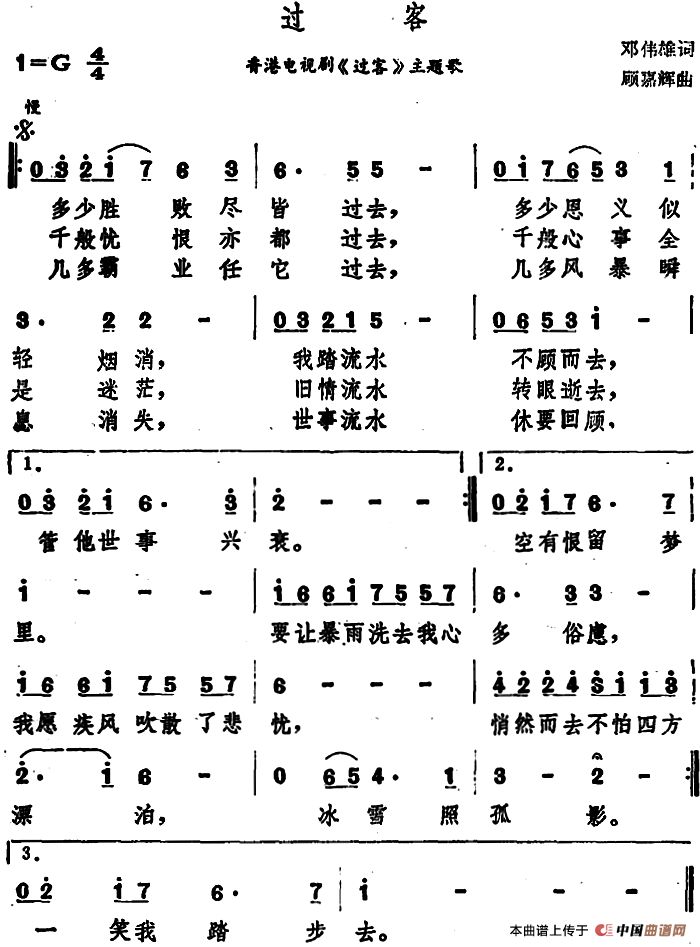 过 客
1=G 4/4 香港电视剧《过客》主题歌 邓伟雄词
顾嘉辉曲
慢
0 3 2 1 7 6 3 6· 5 5 - 0 1 7 6 5 3 1
多少胜 败尽 皆 过去, 多少恩 义似
千般忧 恨亦 都 过去, 千般心 事全
几多霸 业任 它 过去, 几多风 暴瞬
3· 2 2 - 0 3 2 1 5 - 0 6 5 3 1 -
轻 烟消, 我踏流水 不顾而去,
是 迷茫, 旧情流水 转眼逝去,
息 消失, 世事流水 休要回顾,
1. 2.
0 3 2 1 6· 3 2 - - - 0 2 1 7 6· 7
管他世事 兴 衰。 空有恨留 梦
1 - - - 1 6 6 1 7 5 5 7 6· 3 3 -
里。 要让暴雨洗去我心 多 俗虑,
1 6 6 1 7 5 5 7 6 - - - 4 2 2 4 3 1 1 3
我愿疾风吹散了悲 忧, 悄然而去不怕四方
2· 1 6 - 0 6 5 4· 1 3 - 2 -
漂 泊, 冰 雪 照 孤 影。
3.
0 2 1 7 6· 7 1 - - -
一 笑我 踏 步 去。
本曲谱上传于 中国曲谱网